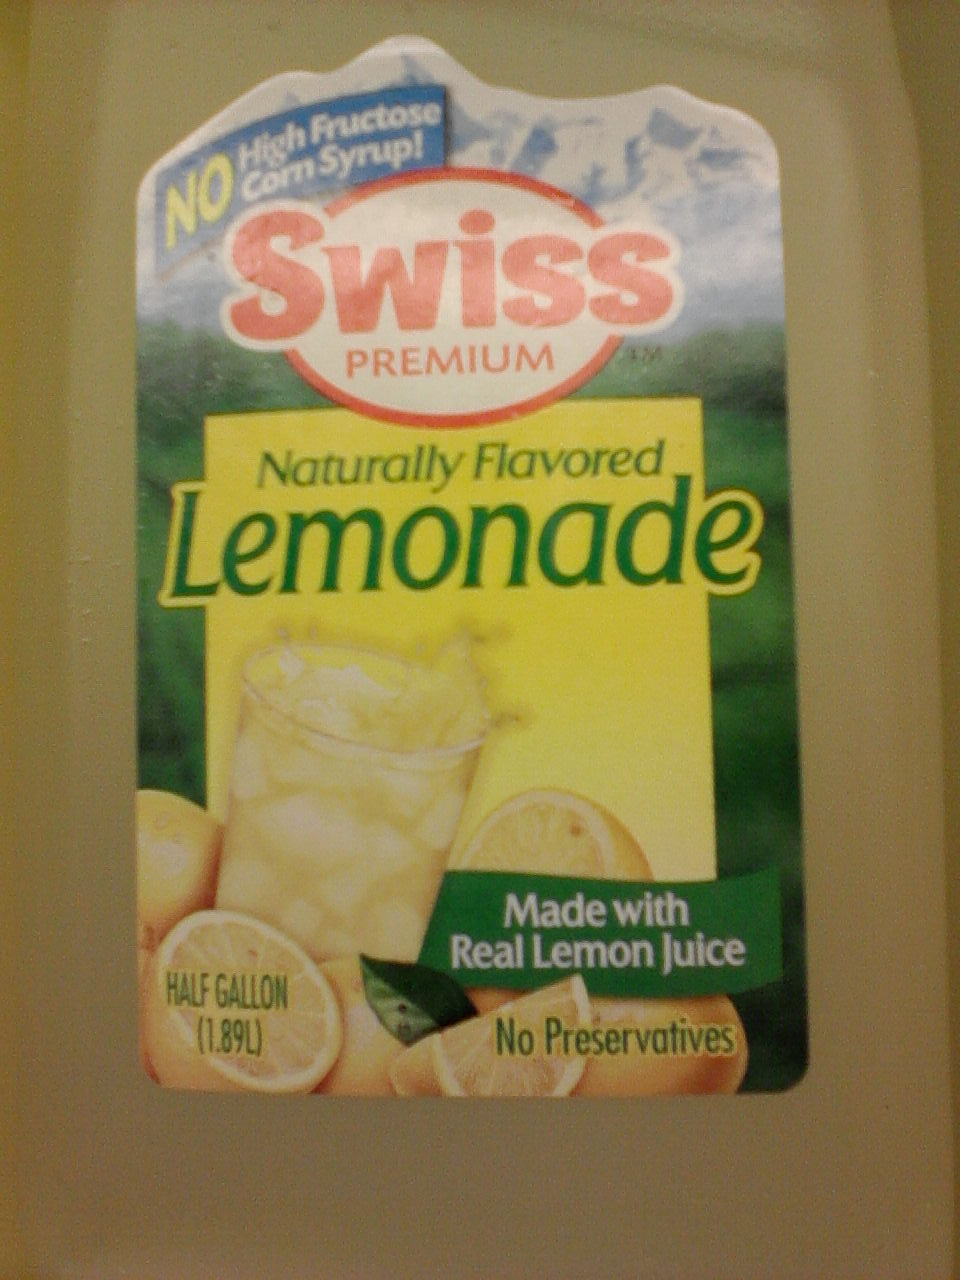 NO High Fructose
Corn Syrup!
Swiss
PREMIUM
TM
Naturally Flavored
Lemonade
Made with
Real Lemon Juice
HALF GALLON
(1.89L)
No Preservatives